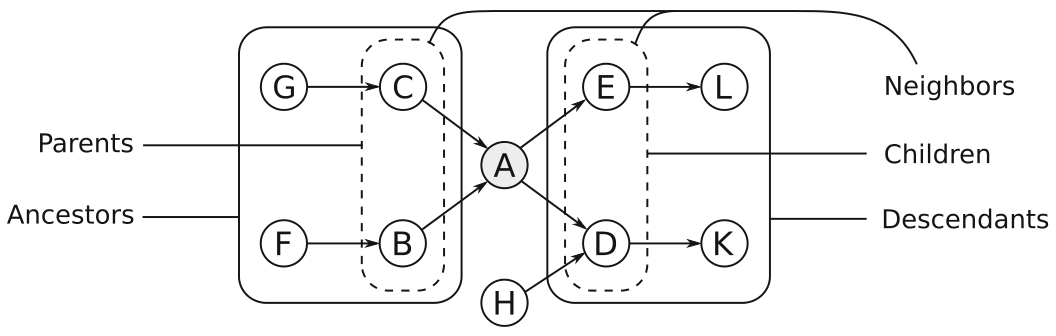 G
C
E
L
Neighbors
Parents
A
Children
Ancestors
Descendants
F
B
D
K
H